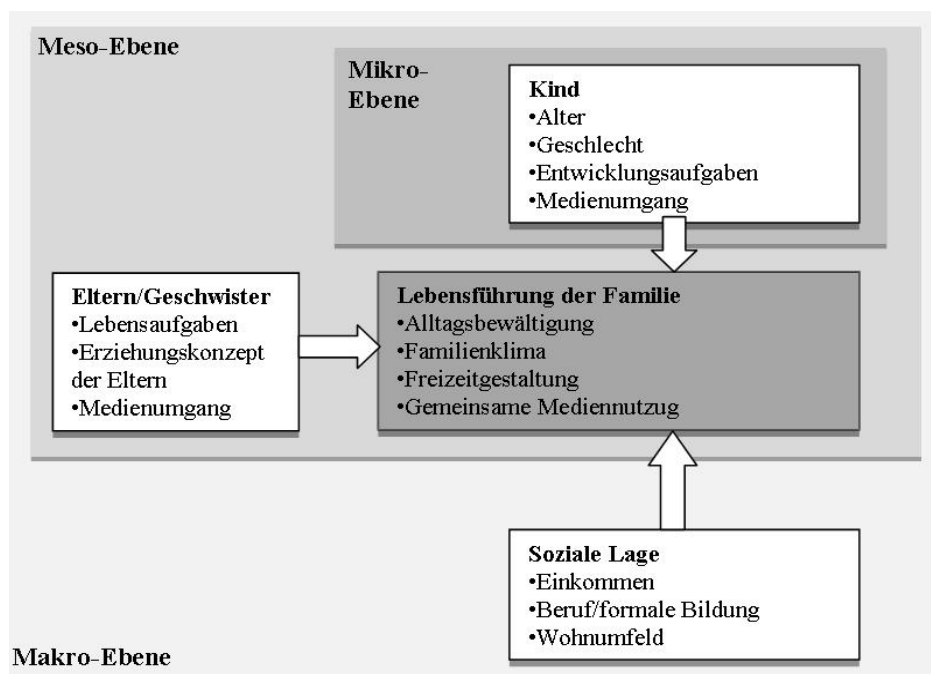 Meso-Ebene
Mikro-
Ebene
Kind
•Alter
•Geschlecht
•Entwicklungsaufgaben
•Medienumgang
Eltern/Geschwister
•Lebensaufgaben
•Erziehungskonzept
der Eltern
•Medienumgang
Lebensführung der Familie
•Alltagsbewältigung
•Familienklima
•Freizeitgestaltung
•Gemeinsame Mediennutzug
Soziale Lage
•Einkommen
•Beruf/formale Bildung
•Wohnumfeld
Makro-Ebene